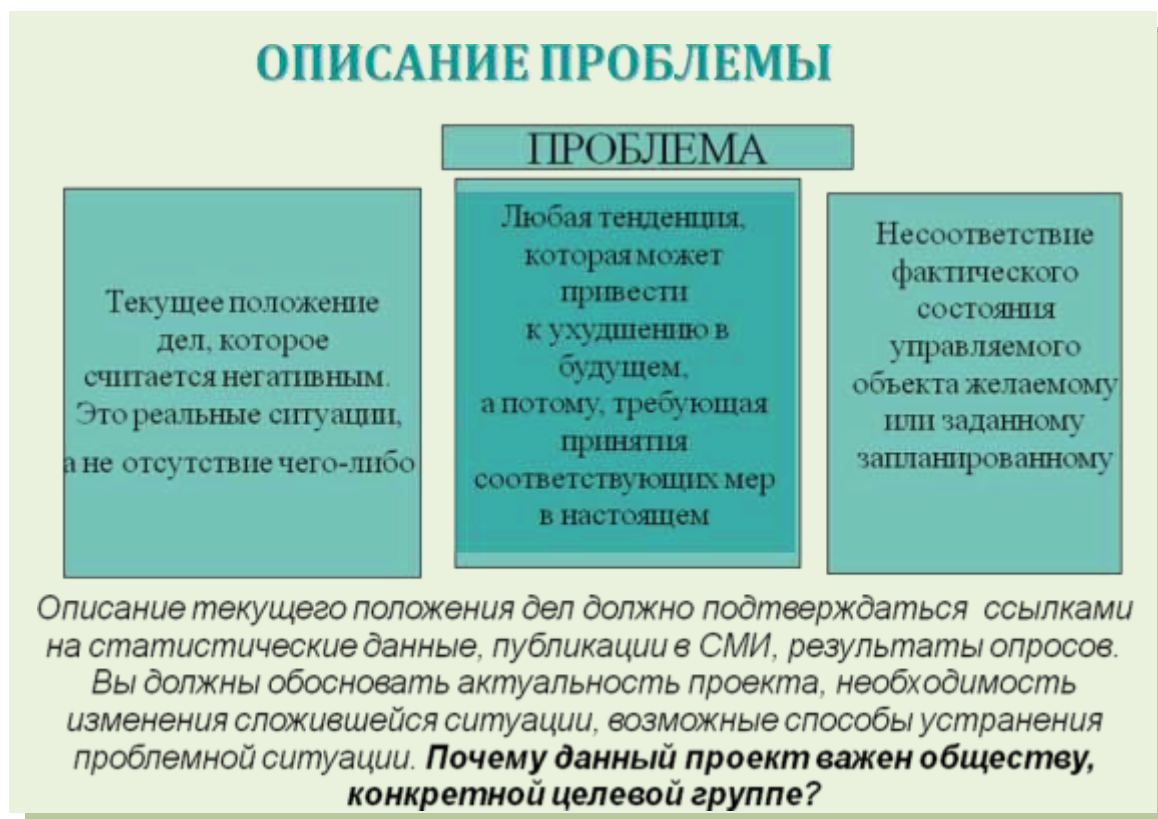 ОПИСАНИЕ ПРОБЛЕМЫ
ПРОБЛЕМА
Текущее положение
дел, которое
считается негативным.
Это реальные ситуации,
а не отсутствие чего-либо
Любая тенденция,
которая может
привести
к ухудшению в
будущем,
а потому, требующая
принятия
соответствующих мер
в настоящем
Несоответствие
фактического
состояния
управляемого
объекта желаемому
или заданному
запланированному
Описание текущего положения дел должно подтверждаться ссылками
на статистические данные, публикации в СМИ, результаты опросов.
Вы должны обосновать актуальность проекта, необходимость
изменения сложившейся ситуации, возможные способы устранения
проблемной ситуации. Почему данный проект важен обществу,
конкретной целевой группе?